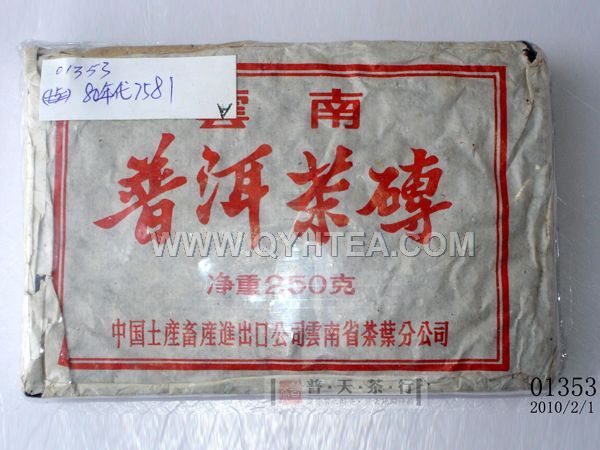 01353
80年代7581
A
雲南
普洱茶磚
WWW.QYHTEA.COM
净重250克
中国土産畜産進出口公司雲南省茶葉分公司
普·天·茶·行
01353
2010/2/1